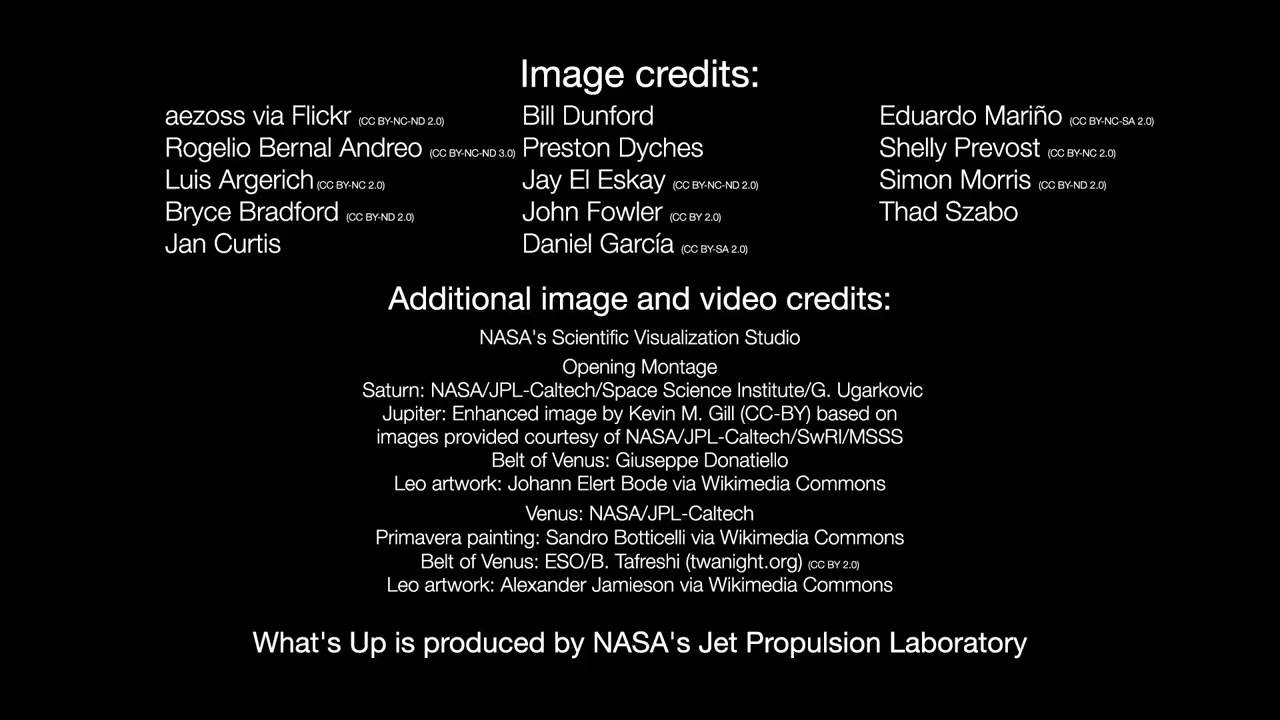 Image credits:
aezoss via Flickr (CC BY-NC-ND 2.0)
Rogelio Bernal Andreo (CC BY-NC-ND 3.0)
Luis Argerich (CC BY-NC 2.0)
Bryce Bradford (CC BY-ND 2.0)
Jan Curtis
Bill Dunford
Preston Dyches
Jay El Eskay (CC BY-NC-ND 2.0)
John Fowler (CC BY 2.0)
Daniel García (CC BY-SA 2.0)
Eduardo Mariño (CC BY-NC-SA 2.0)
Shelly Prevost (CC BY-NC 2.0)
Simon Morris (CC BY-ND 2.0)
Thad Szabo
Additional image and video credits:
NASA's Scientific Visualization Studio
Opening Montage
Saturn: NASA/JPL-Caltech/Space Science Institute/G. Ugarkovic
Jupiter: Enhanced image by Kevin M. Gill (CC-BY) based on
images provided courtesy of NASA/JPL-Caltech/SwRI/MSSS
Belt of Venus: Giuseppe Donatiello
Leo artwork: Johann Elert Bode via Wikimedia Commons
Venus: NASA/JPL-Caltech
Primavera painting: Sandro Botticelli via Wikimedia Commons
Belt of Venus: ESO/B. Tafreshi (twanight.org) (CC BY 2.0)
Leo artwork: Alexander Jamieson via Wikimedia Commons
What's Up is produced by NASA's Jet Propulsion Laboratory